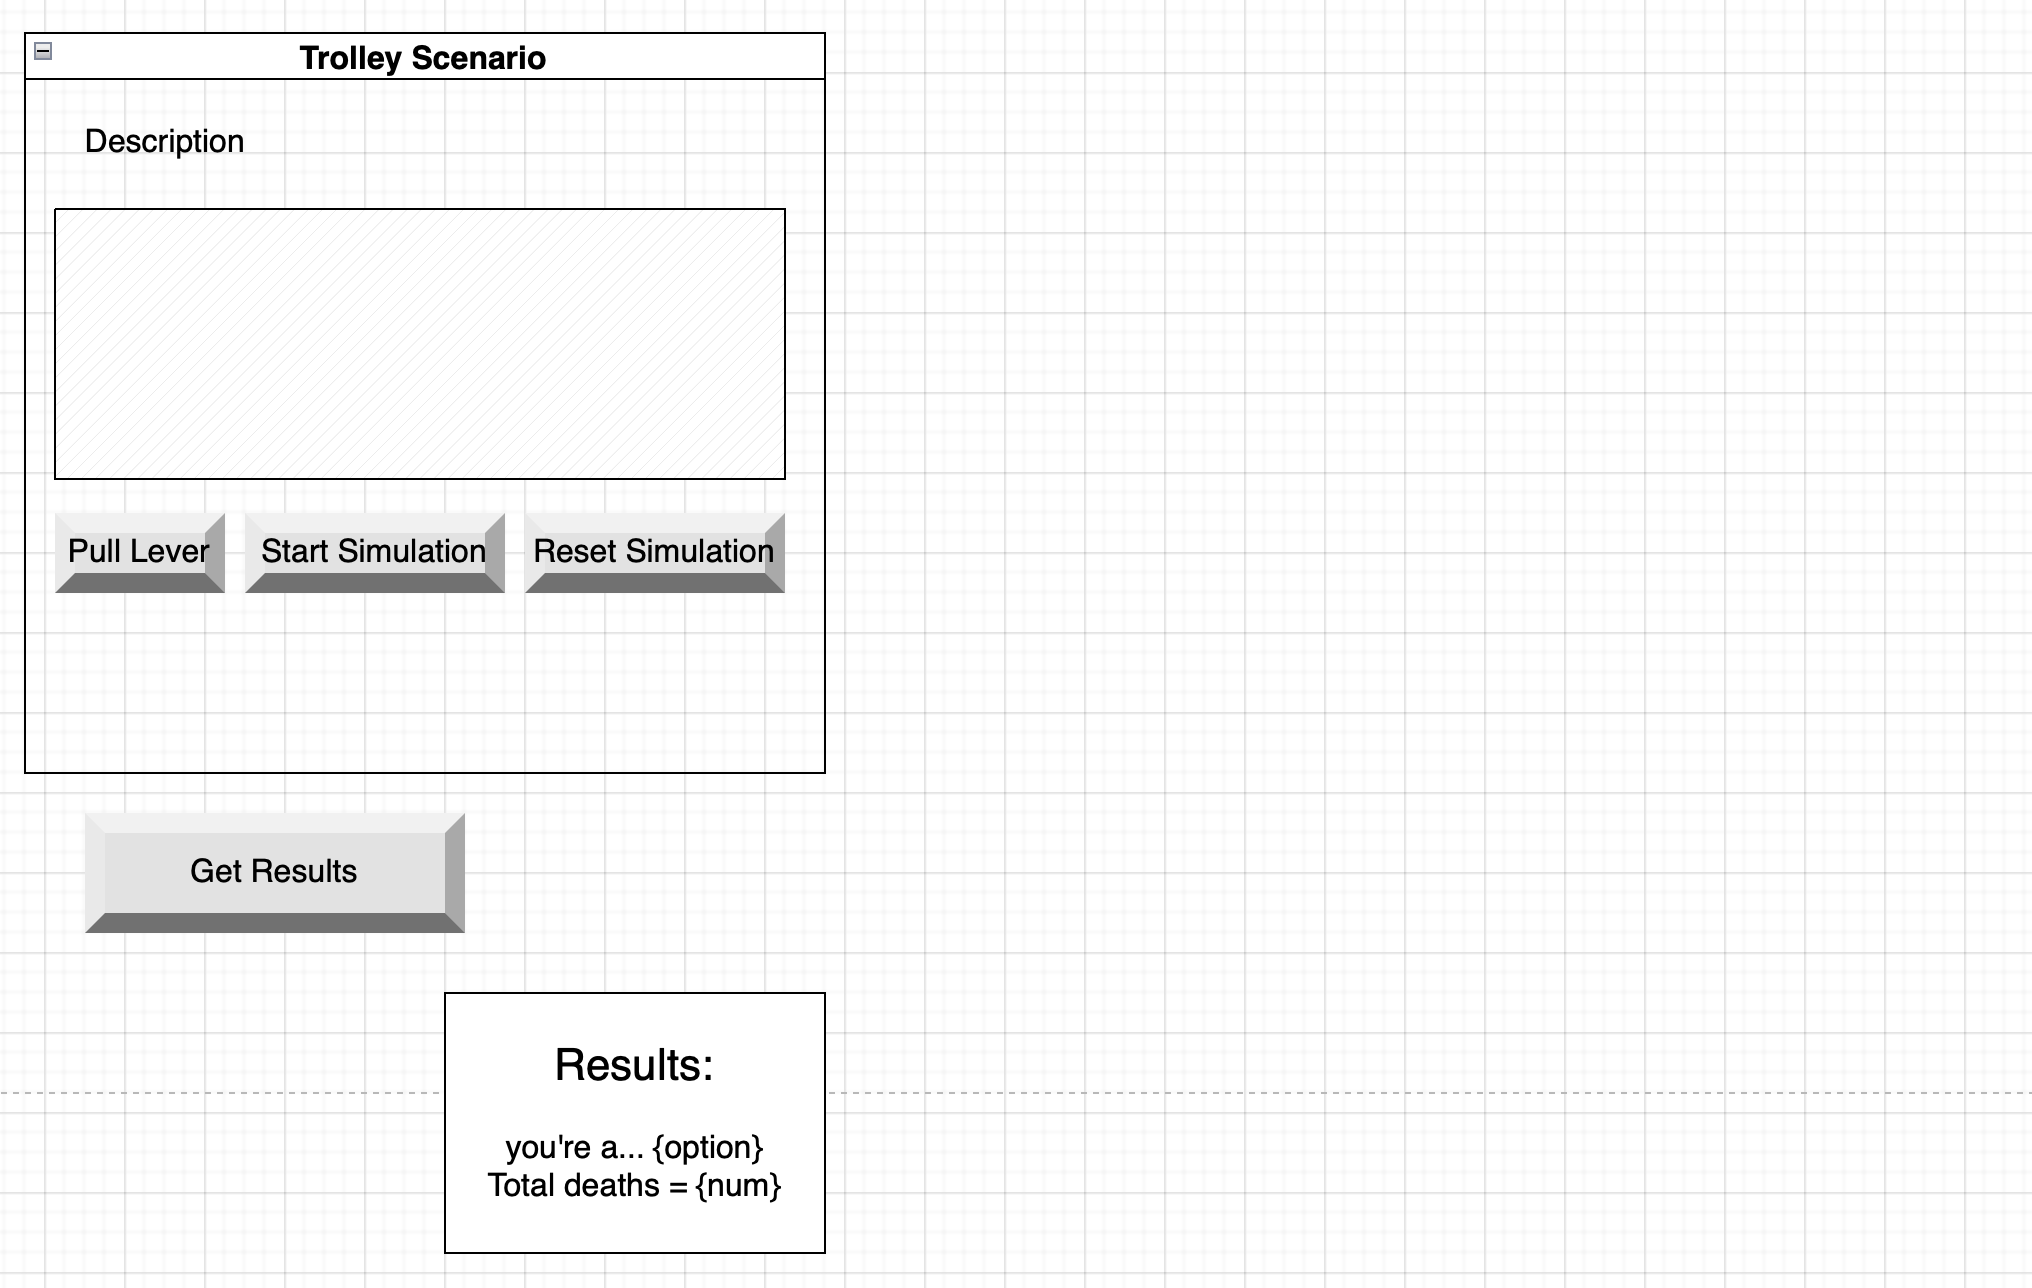 Trolley Scenario
Description
Pull Lever
Start Simulation
Reset Simulation
Get Results
Results:
you're a... {option}
Total deaths = {num}